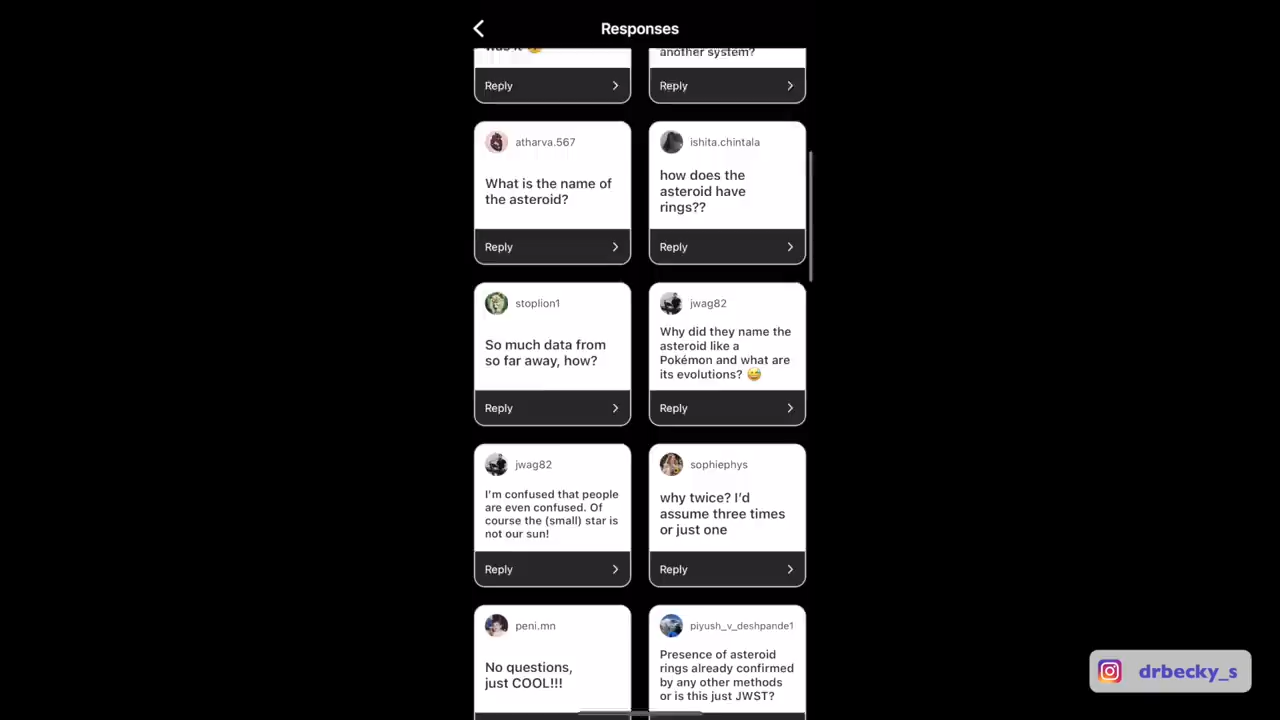 Responses
another system?
Reply
Reply
atharva.567
What is the name of
the asteroid?
Reply
ishita.chintala
how does the
asteroid have
rings??
Reply
stoplion1
So much data from
so far away, how?
Reply
jwag82
Why did they name the
asteroid like a
Pokémon and what are
its evolutions? 😅
Reply
jwag82
I'm confused that people
are even confused. Of
course the (small) star is
not our sun!
Reply
sophiephys
why twice? I'd
assume three times
or just one
Reply
peni.mn
No questions,
just COOL!!!
piyush_v_deshpande1
Presence of asteroid
rings already confirmed
by any other methods
or is this just JWST?
drbecky_s